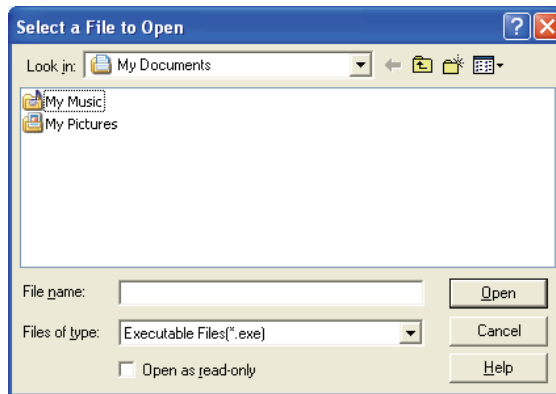 Select a File to Open
Look in: My Documents
My Music
My Pictures
File name: Open
Files of type: Executable Files(*.exe) Cancel
Open as read-only Help